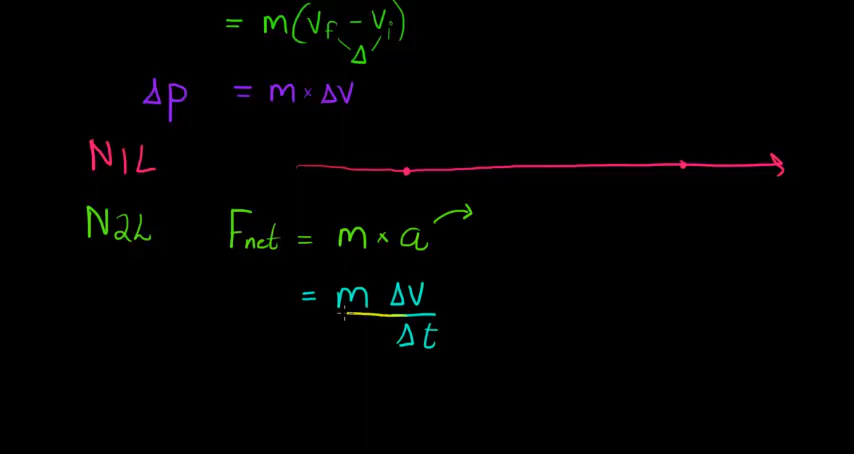 = m(Vf - Vi)
Δ
Δp = m × ΔV
N1L
N2L Fnet = m × a
= m ΔV
Δt